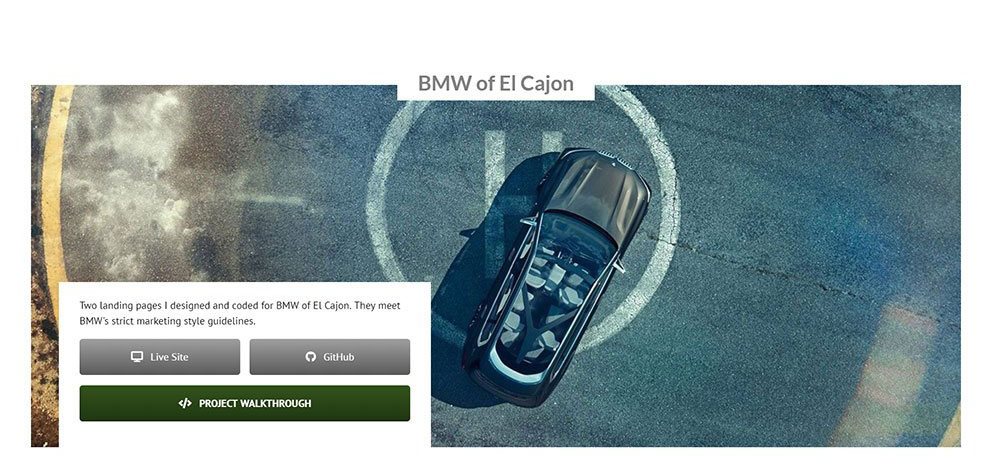 BMW of El Cajon
Two landing pages I designed and coded for BMW of El Cajon. They meet
BMW's strict marketing style guidelines.
Live Site
GitHub
PROJECT WALKTHROUGH